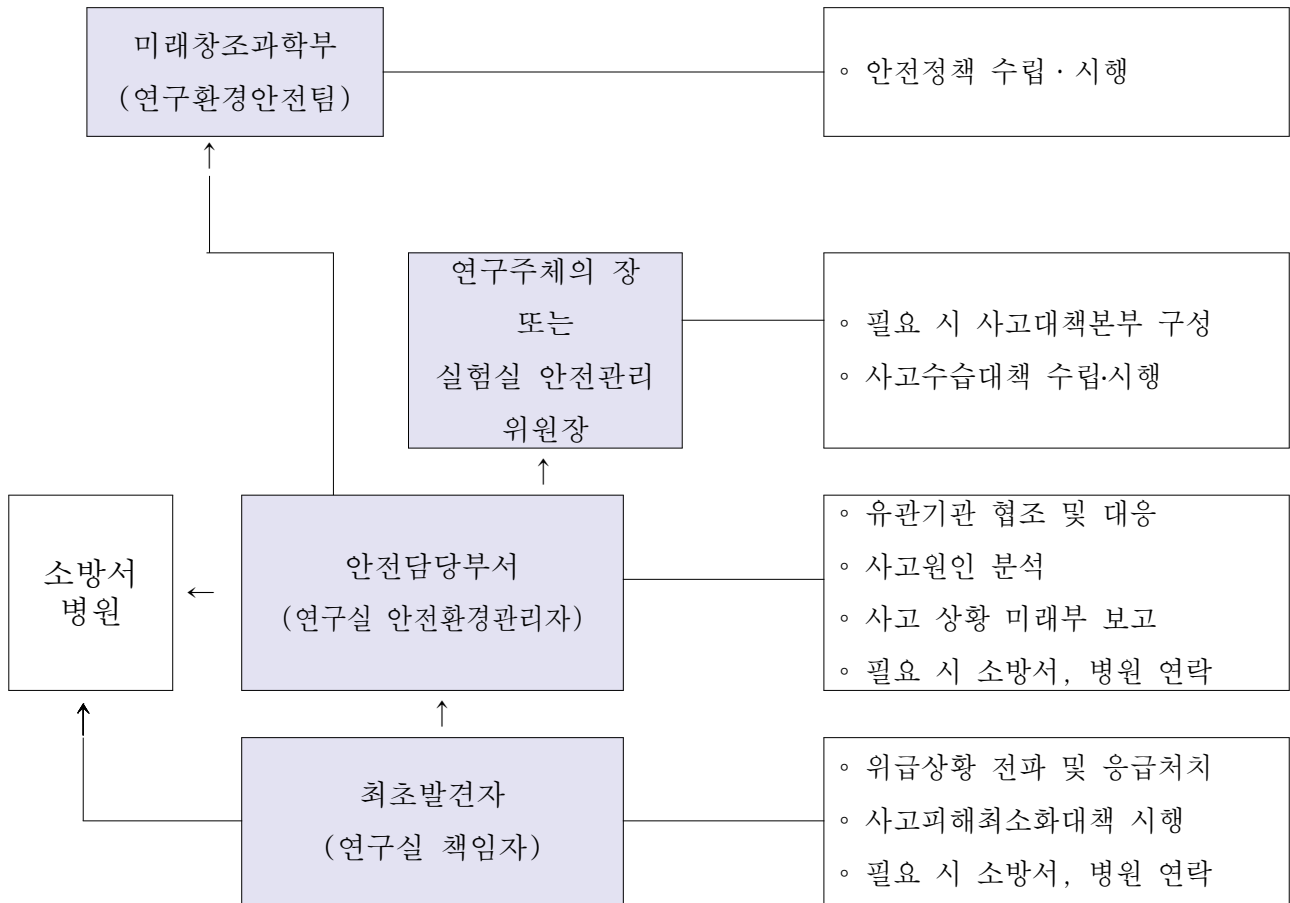 미래창조과학부
(연구환경안전팀)
◦ 안전정책 수립·시행
↑
연구주체의 장
또는
실험실 안전관리
위원장
◦ 필요 시 사고대책본부 구성
◦ 사고수습대책 수립·시행
↑
소방서
병원
←
안전담당부서
(연구실 안전환경관리자)
◦ 유관기관 협조 및 대응
◦ 사고원인 분석
◦ 사고 상황 미래부 보고
◦ 필요 시 소방서, 병원 연락
↑
↑
최초발견자
(연구실 책임자)
◦ 위급상황 전파 및 응급처치
◦ 사고피해최소화대책 시행
◦ 필요 시 소방서, 병원 연락